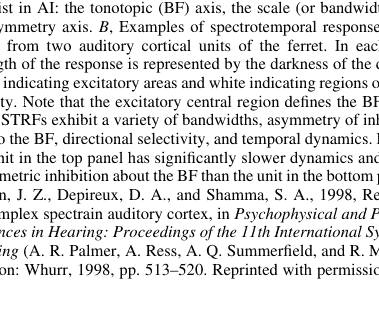 ist in AI: the tonotopic (BF) axis, the scale (or bandwidt
ymmetry axis. B, Examples of spectrotemporal response
from two auditory cortical units of the ferret. In eac
gth of the response is represented by the darkness of the d
indicating excitatory areas and white indicating regions o
ty. Note that the excitatory central region defines the BF
STRFs exhibit a variety of bandwidths, asymmetry of inh
o the BF, directional selectivity, and temporal dynamics. I
nit in the top panel has significantly slower dynamics and
metric inhibition about the BF than the unit in the bottom p
n, J. Z., Depireux, D. A., and Shamma, S. A., 1998, Re
mplex spectrain auditory cortex, in Psychophysical and P
nces in Hearing: Proceedings of the 11th International Sy
ing (A. R. Palmer, A. Ress, A. Q. Summerfield, and R. M
on: Whurr, 1998, pp. 513–520. Reprinted with permissio